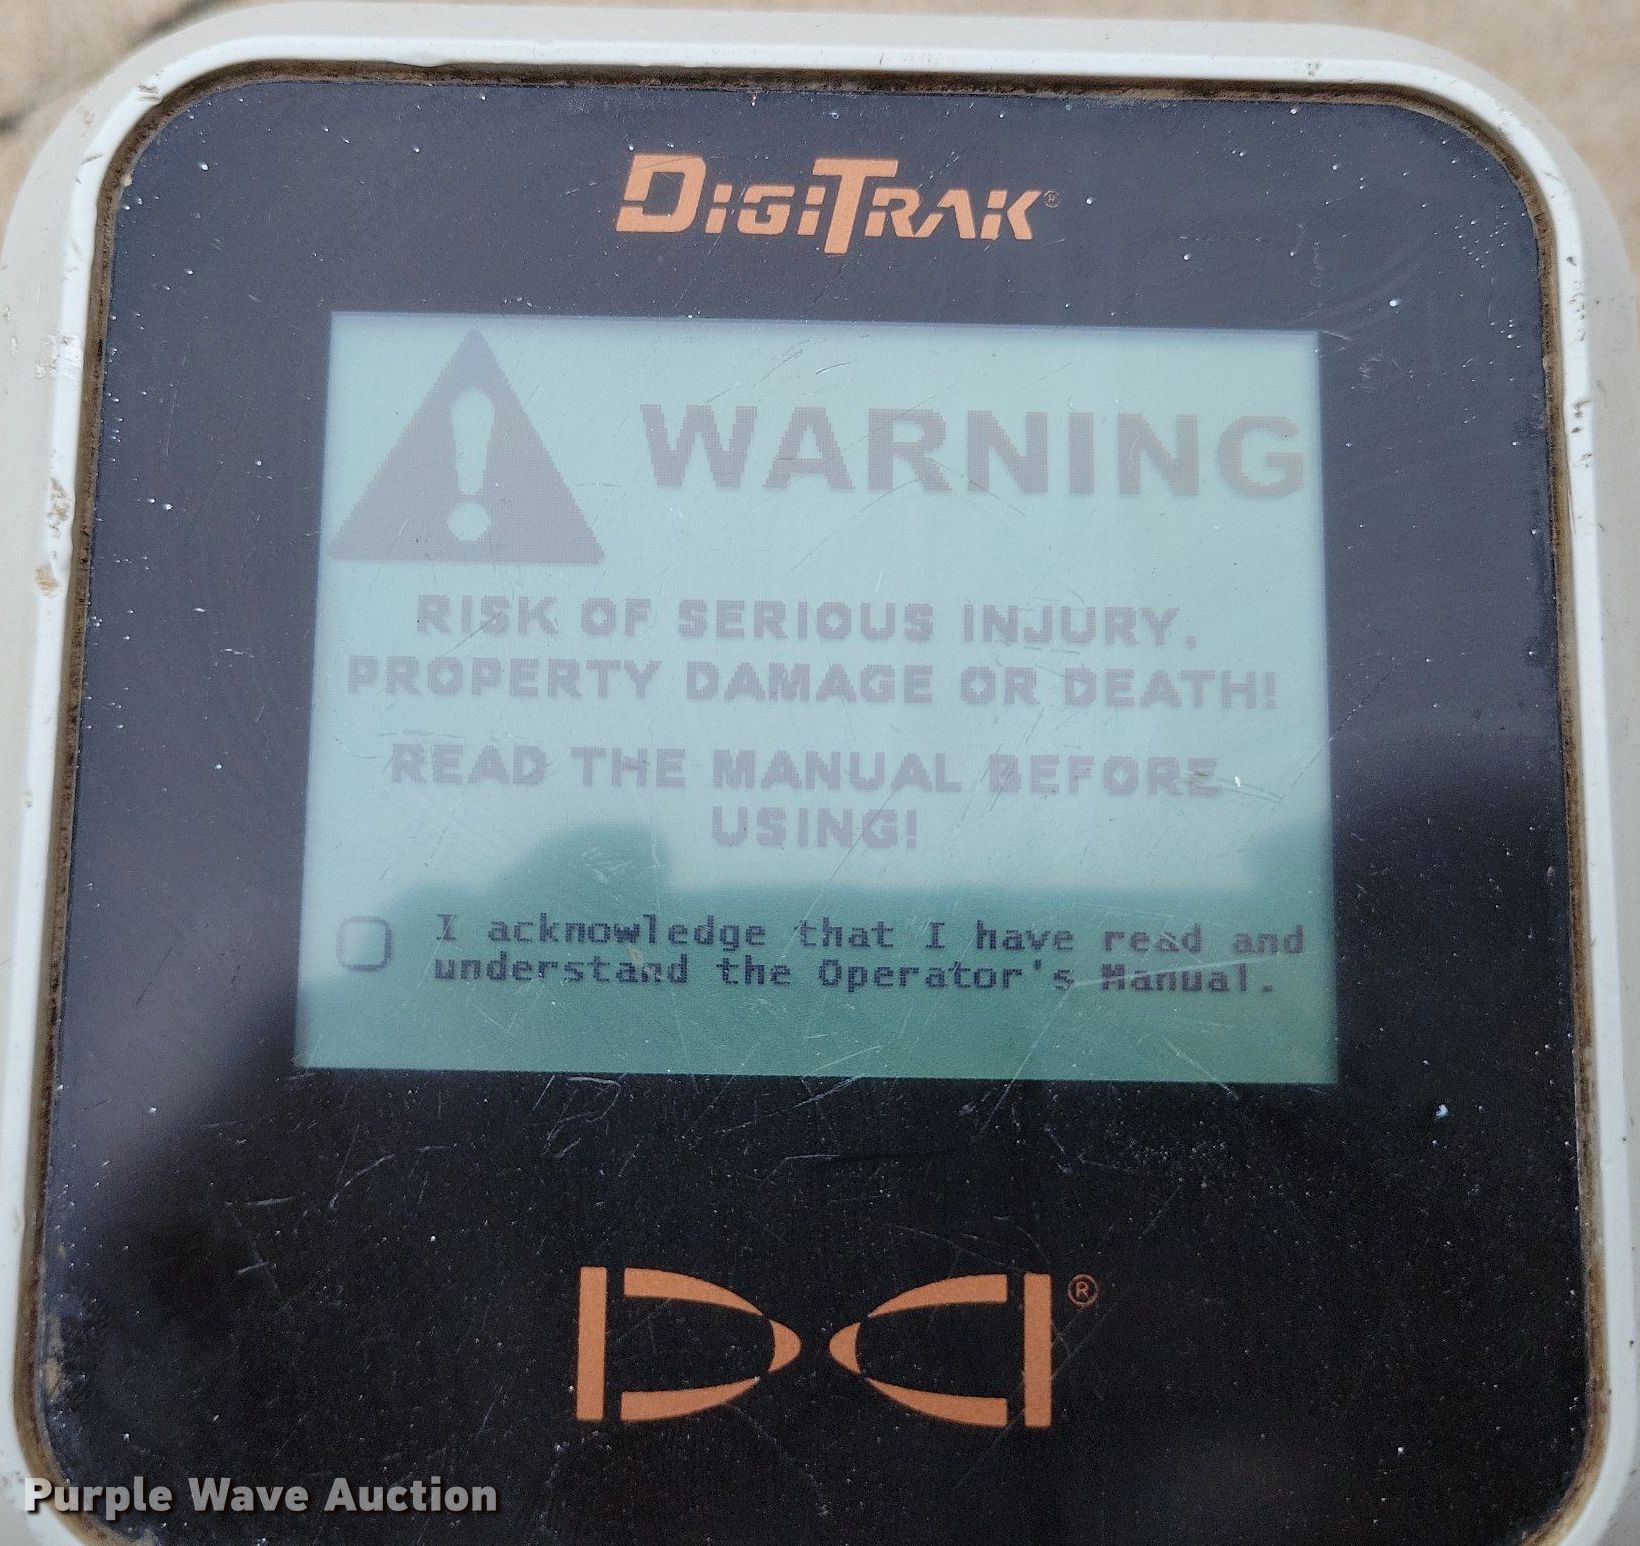 DIGITRAK®
WARNING
RISK OF SERIOUS INJURY,
PROPERTY DAMAGE OR DEATH!
READ THE MANUAL BEFORE
USING!
I acknowledge that I have read and
understand the Operator's Manual.
DCI®
Purple Wave Auction